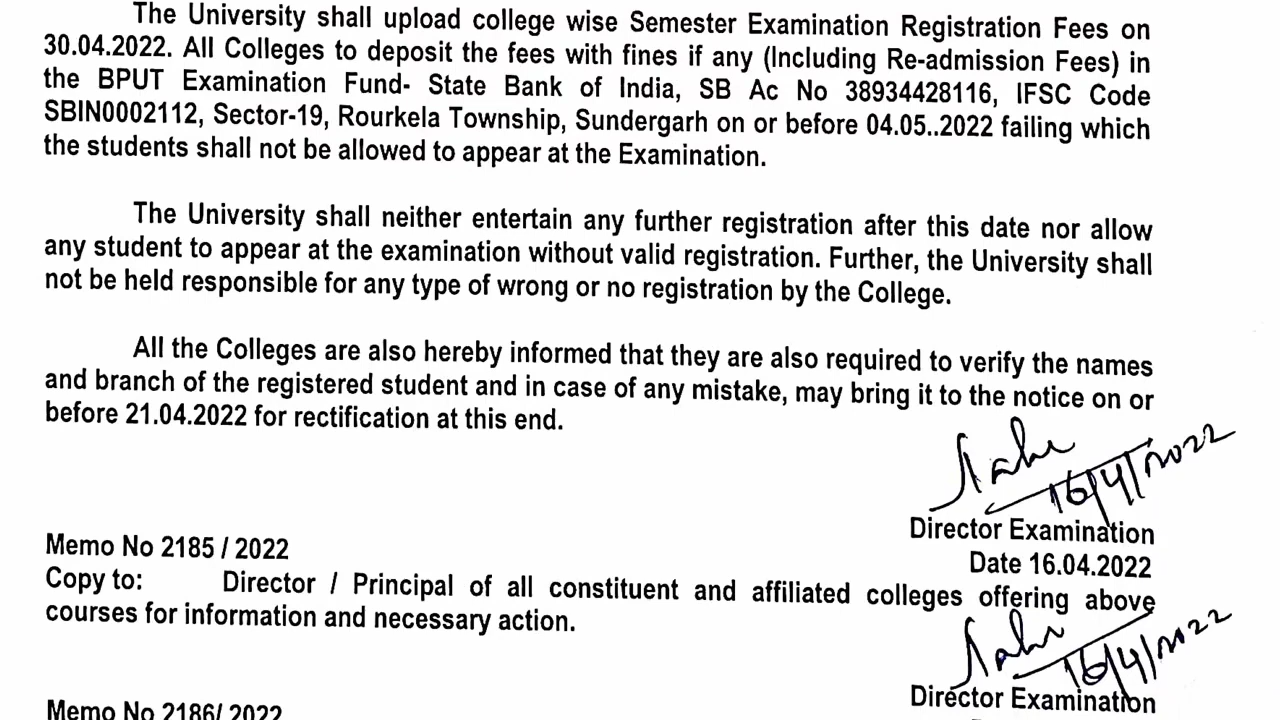 The University shall upload college wise Semester Examination Registration Fees on
30.04.2022. All Colleges to deposit the fees with fines if any (Including Re-admission Fees) in
the BPUT Examination Fund- State Bank of India, SB Ac No 38934428116, IFSC Code
SBIN0002112, Sector-19, Rourkela Township, Sundergarh on or before 04.05..2022 failing which
the students shall not be allowed to appear at the Examination.
The University shall neither entertain any further registration after this date nor allow
any student to appear at the examination without valid registration. Further, the University shall
not be held responsible for any type of wrong or no registration by the College.
All the Colleges are also hereby informed that they are also required to verify the names
and branch of the registered student and in case of any mistake, may bring it to the notice on or
before 21.04.2022 for rectification at this end.
16/4/2022
Director Examination
Memo No 2185 / 2022
Date 16.04.2022
Copy to: Director / Principal of all constituent and affiliated colleges offering above
courses for information and necessary action.
16/4/2022
Director Examination
Memo No 2186/ 2022